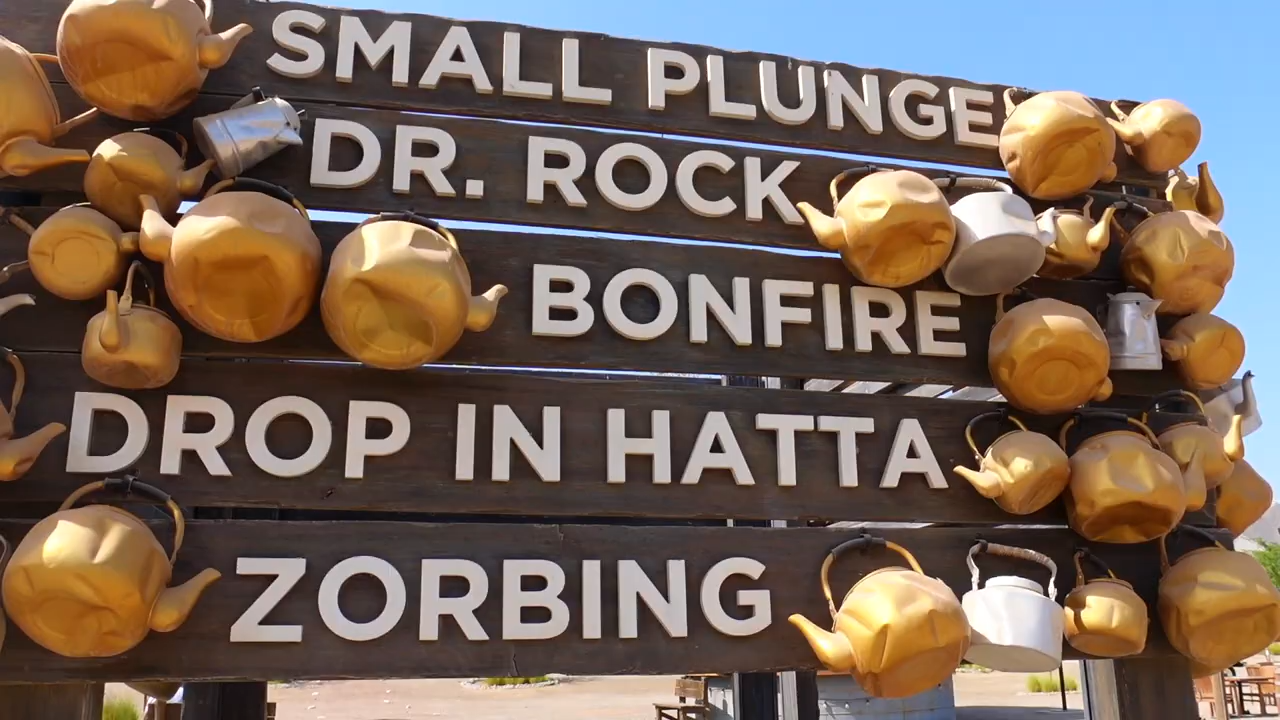 SMALL PLUNGE
DR. ROCK
BONFIRE
DROP IN HATTA
ZORBING